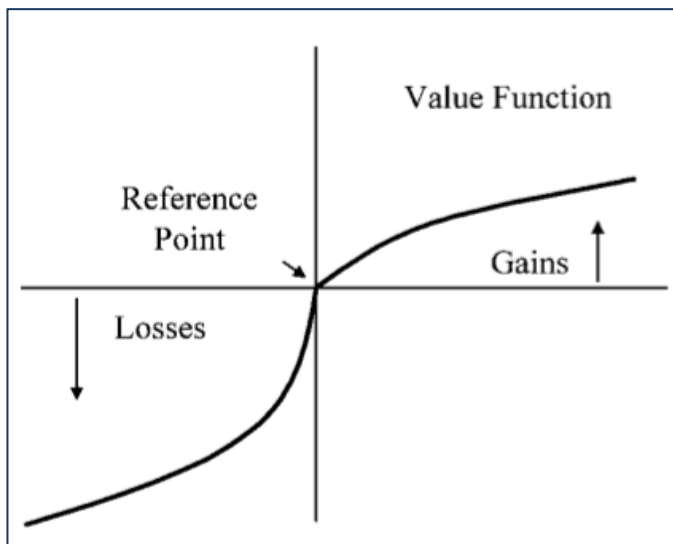 Value Function
Reference
Point
Gains
Losses